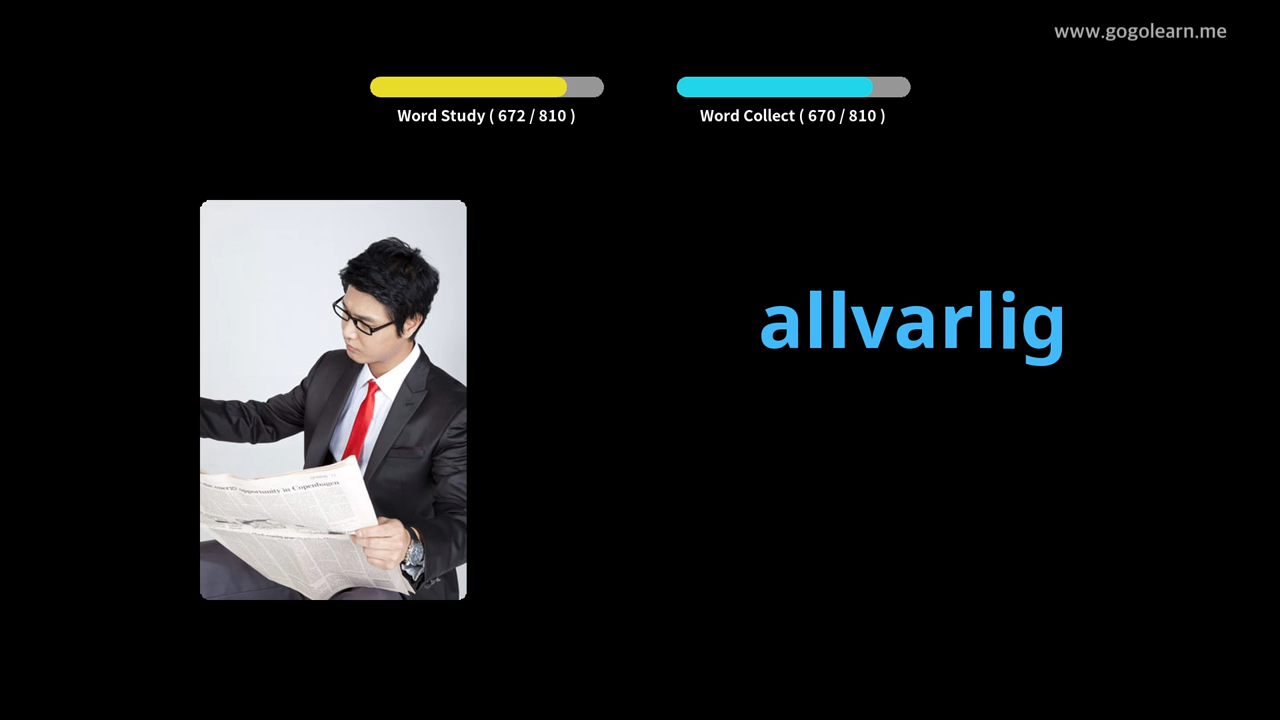 www.gogolearn.me
Word Study ( 672 / 810 )
Word Collect ( 670 / 810 )
allvarlig
opportunity in Copenhagen